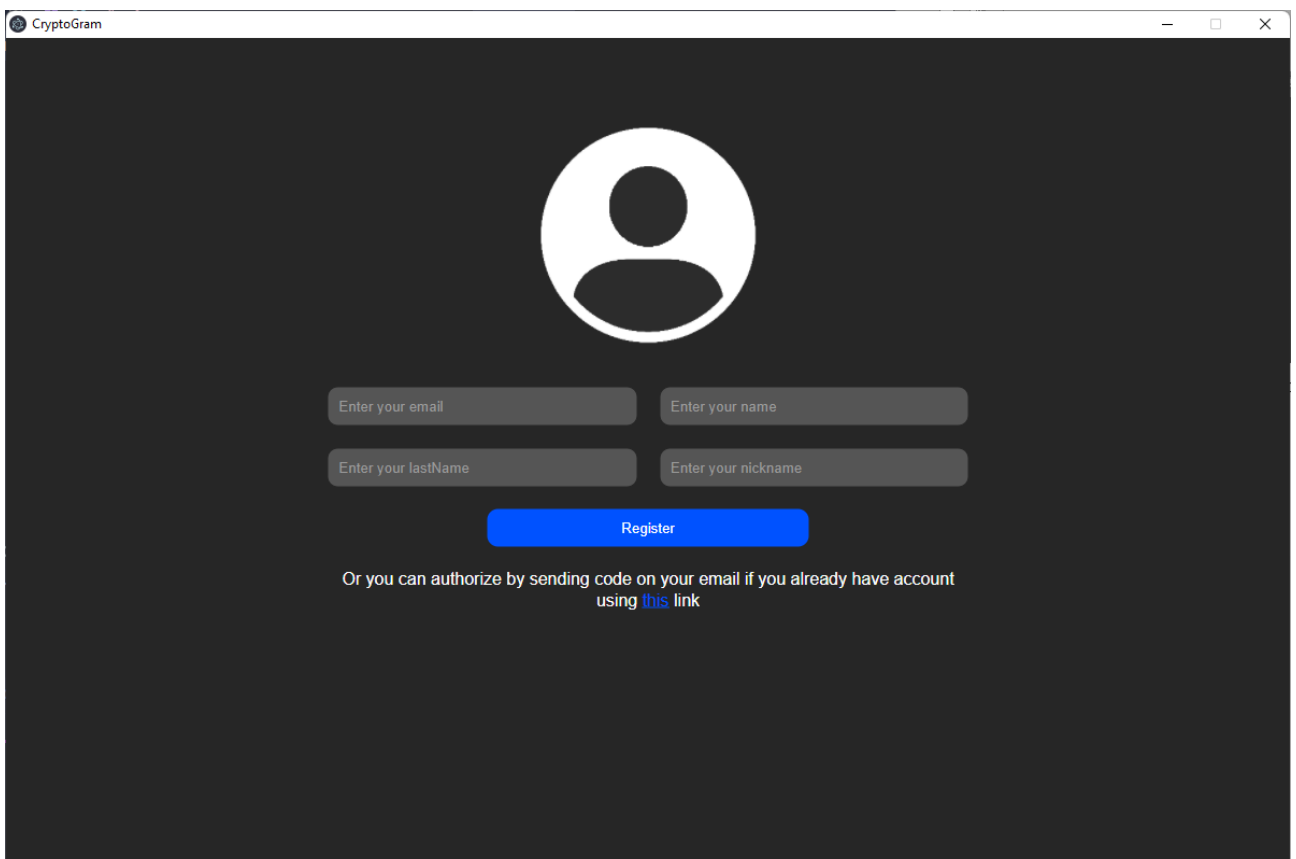 CryptoGram
Enter your email
Enter your name
Enter your lastName
Enter your nickname
Register
Or you can authorize by sending code on your email if you already have account
using this link